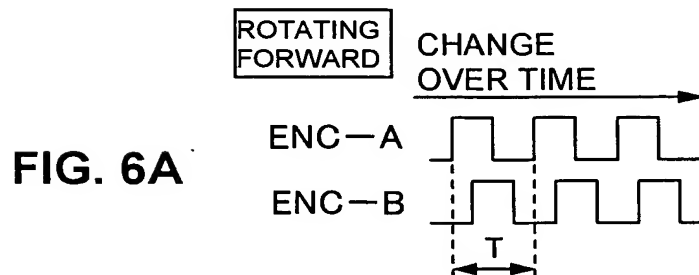 ROTATING
FORWARD
CHANGE
OVER TIME
FIG. 6A
ENC—A
ENC—B
T